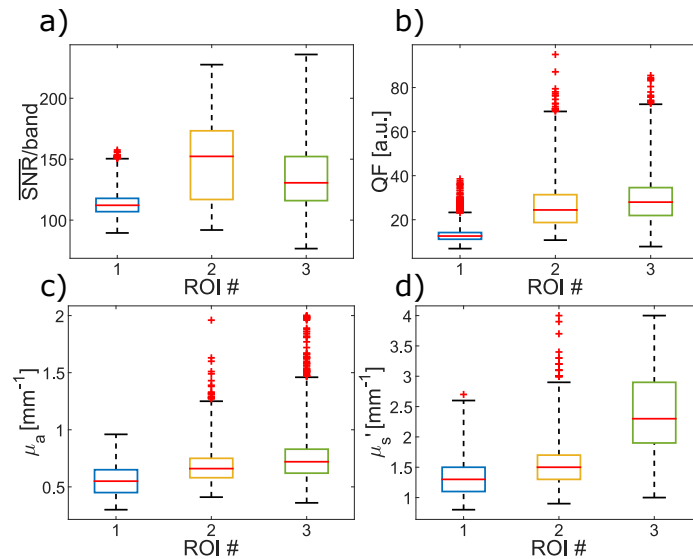 a)
SNR/band
200
150
100
1
2
3
ROI #
b)
QF [a.u.]
80
60
40
20
1
2
3
ROI #
c)
μa [mm-1]
2
1.5
1
0.5
1
2
3
ROI #
d)
μs' [mm-1]
4
3.5
3
2.5
2
1.5
1
1
2
3
ROI #